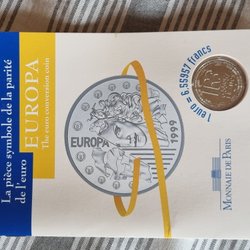 La pièce symbole de la parité
de l'euro
EUROPA
The euro conversion coin
EUROPA
1999
1 euro = 6,55957 francs
MONNAIE DE PARIS